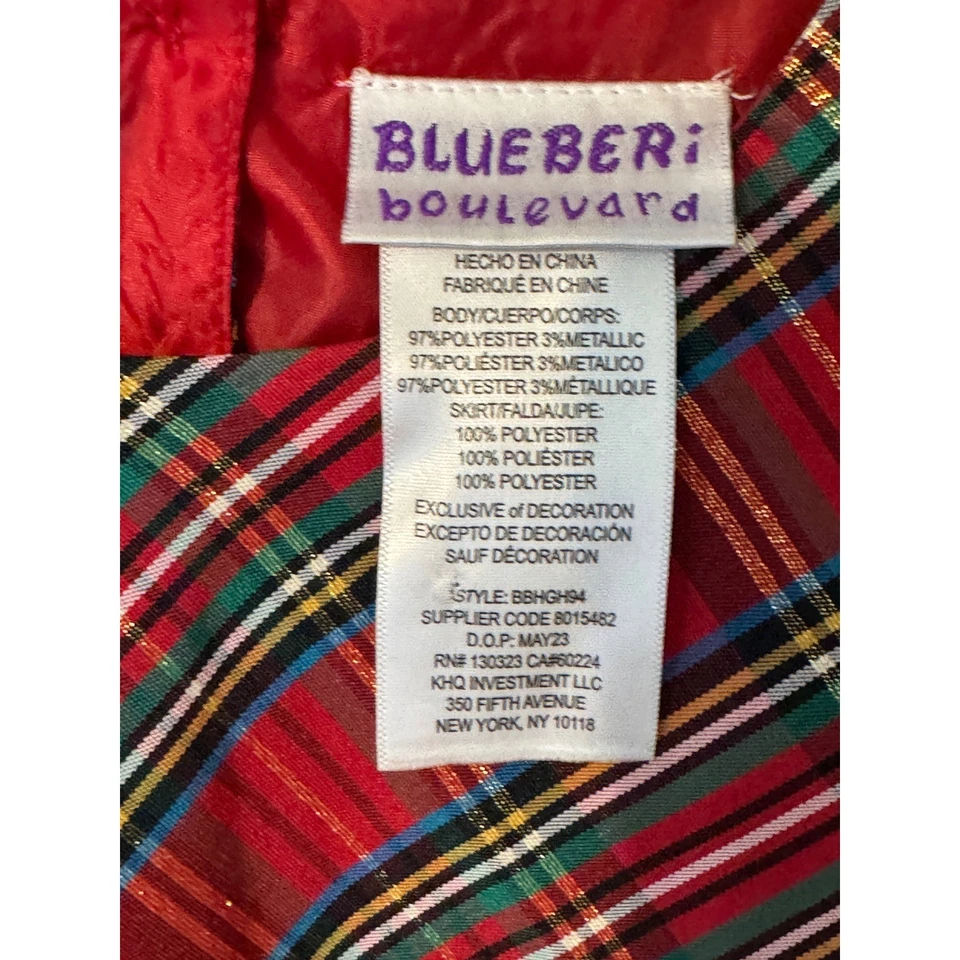 BLUEBERi
boulevard
HECHO EN CHINA
FABRIQUÉ EN CHINE
BODY/CUERPO/CORPS:
97%POLYESTER 3%METALLIC
97%POLIÉSTER 3%METALICO
97%POLYESTER 3%MÉTALLIQUE
SKIRT/FALDA/JUPE:
100% POLYESTER
100% POLIÉSTER
100% POLYESTER
EXCLUSIVE of DECORATION
EXCEPTO DE DECORACIÓN
SAUF DÉCORATION
STYLE: BBHGH94
SUPPLIER CODE 8015482
D.O.P: MAY23
RN# 130323 CA#60224
KHQ INVESTMENT LLC
350 FIFTH AVENUE
NEW YORK, NY 10118